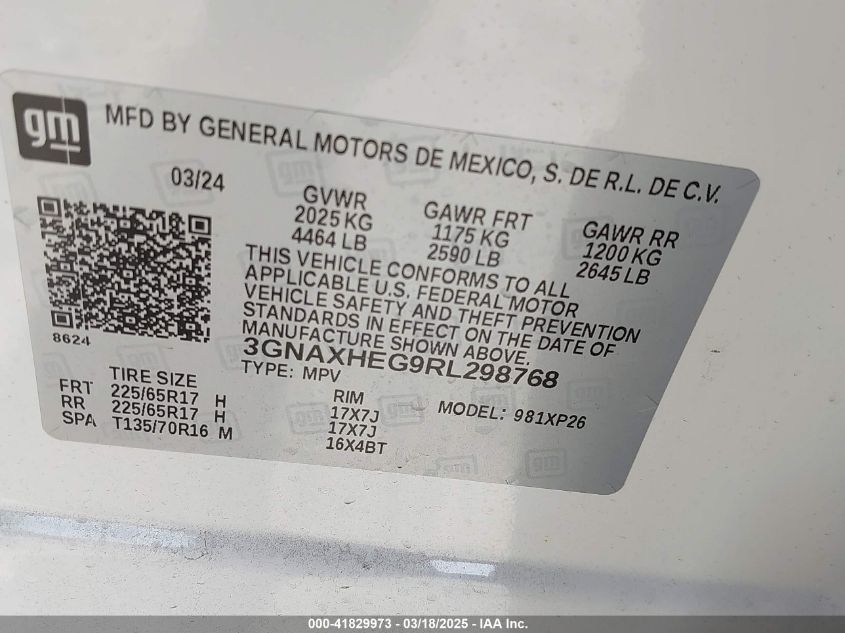 gm
MFD BY GENERAL MOTORS DE MEXICO, S. DE R.L. DE C.V.
03/24
GVWR
2025 KG
4464 LB
GAWR FRT
1175 KG
2590 LB
GAWR RR
1200 KG
2645 LB
THIS VEHICLE CONFORMS TO ALL
APPLICABLE U.S. FEDERAL MOTOR
VEHICLE SAFETY AND THEFT PREVENTION
STANDARDS IN EFFECT ON THE DATE OF
MANUFACTURE SHOWN ABOVE.
8624
3GNAXHEG9RL298768
TYPE: MPV
MODEL: 981XP26
TIRE SIZE
RIM
FRT 225/65R17 H 17X7J
RR 225/65R17 H 17X7J
SPA T135/70R16 M 16X4BT
000-41829973 - 03/18/2025 - IAA Inc.